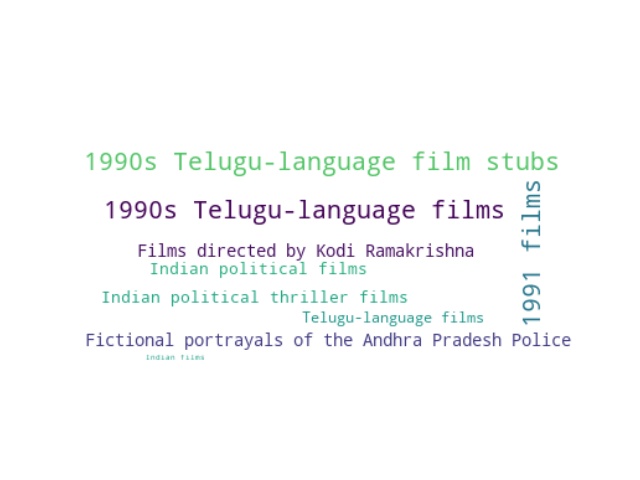 1990s Telugu-language film stubs
1990s Telugu-language films
1991 films
Films directed by Kodi Ramakrishna
Indian political films
Indian political thriller films
Telugu-language films
Fictional portrayals of the Andhra Pradesh Police
Indian films